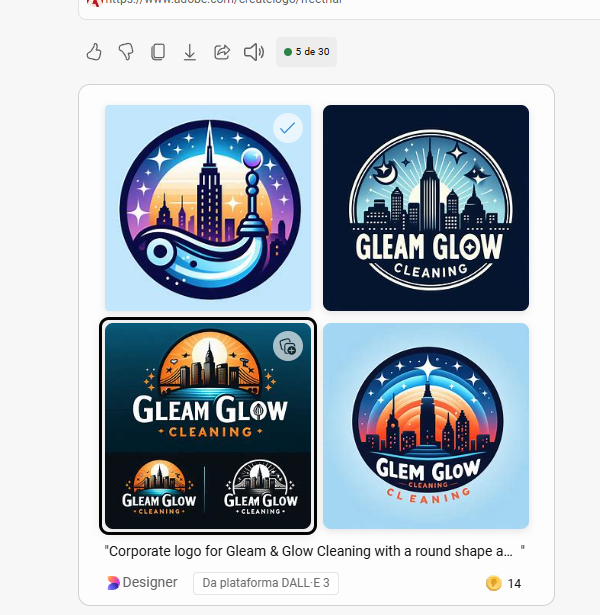 https://www.adobe.com/createlogo/freetrial
5 de 30
GLEAM GLOW
CLEANING
GLEAM GLOW
CLEANING
GLEAM GLOW
CLEANING
GLEAM GLOW
CLEANING
GLEM GLOW
CLEANING
CLEANING
"Corporate logo for Gleam & Glow Cleaning with a round shape a... "
Designer
Da plataforma DALL·E 3
14